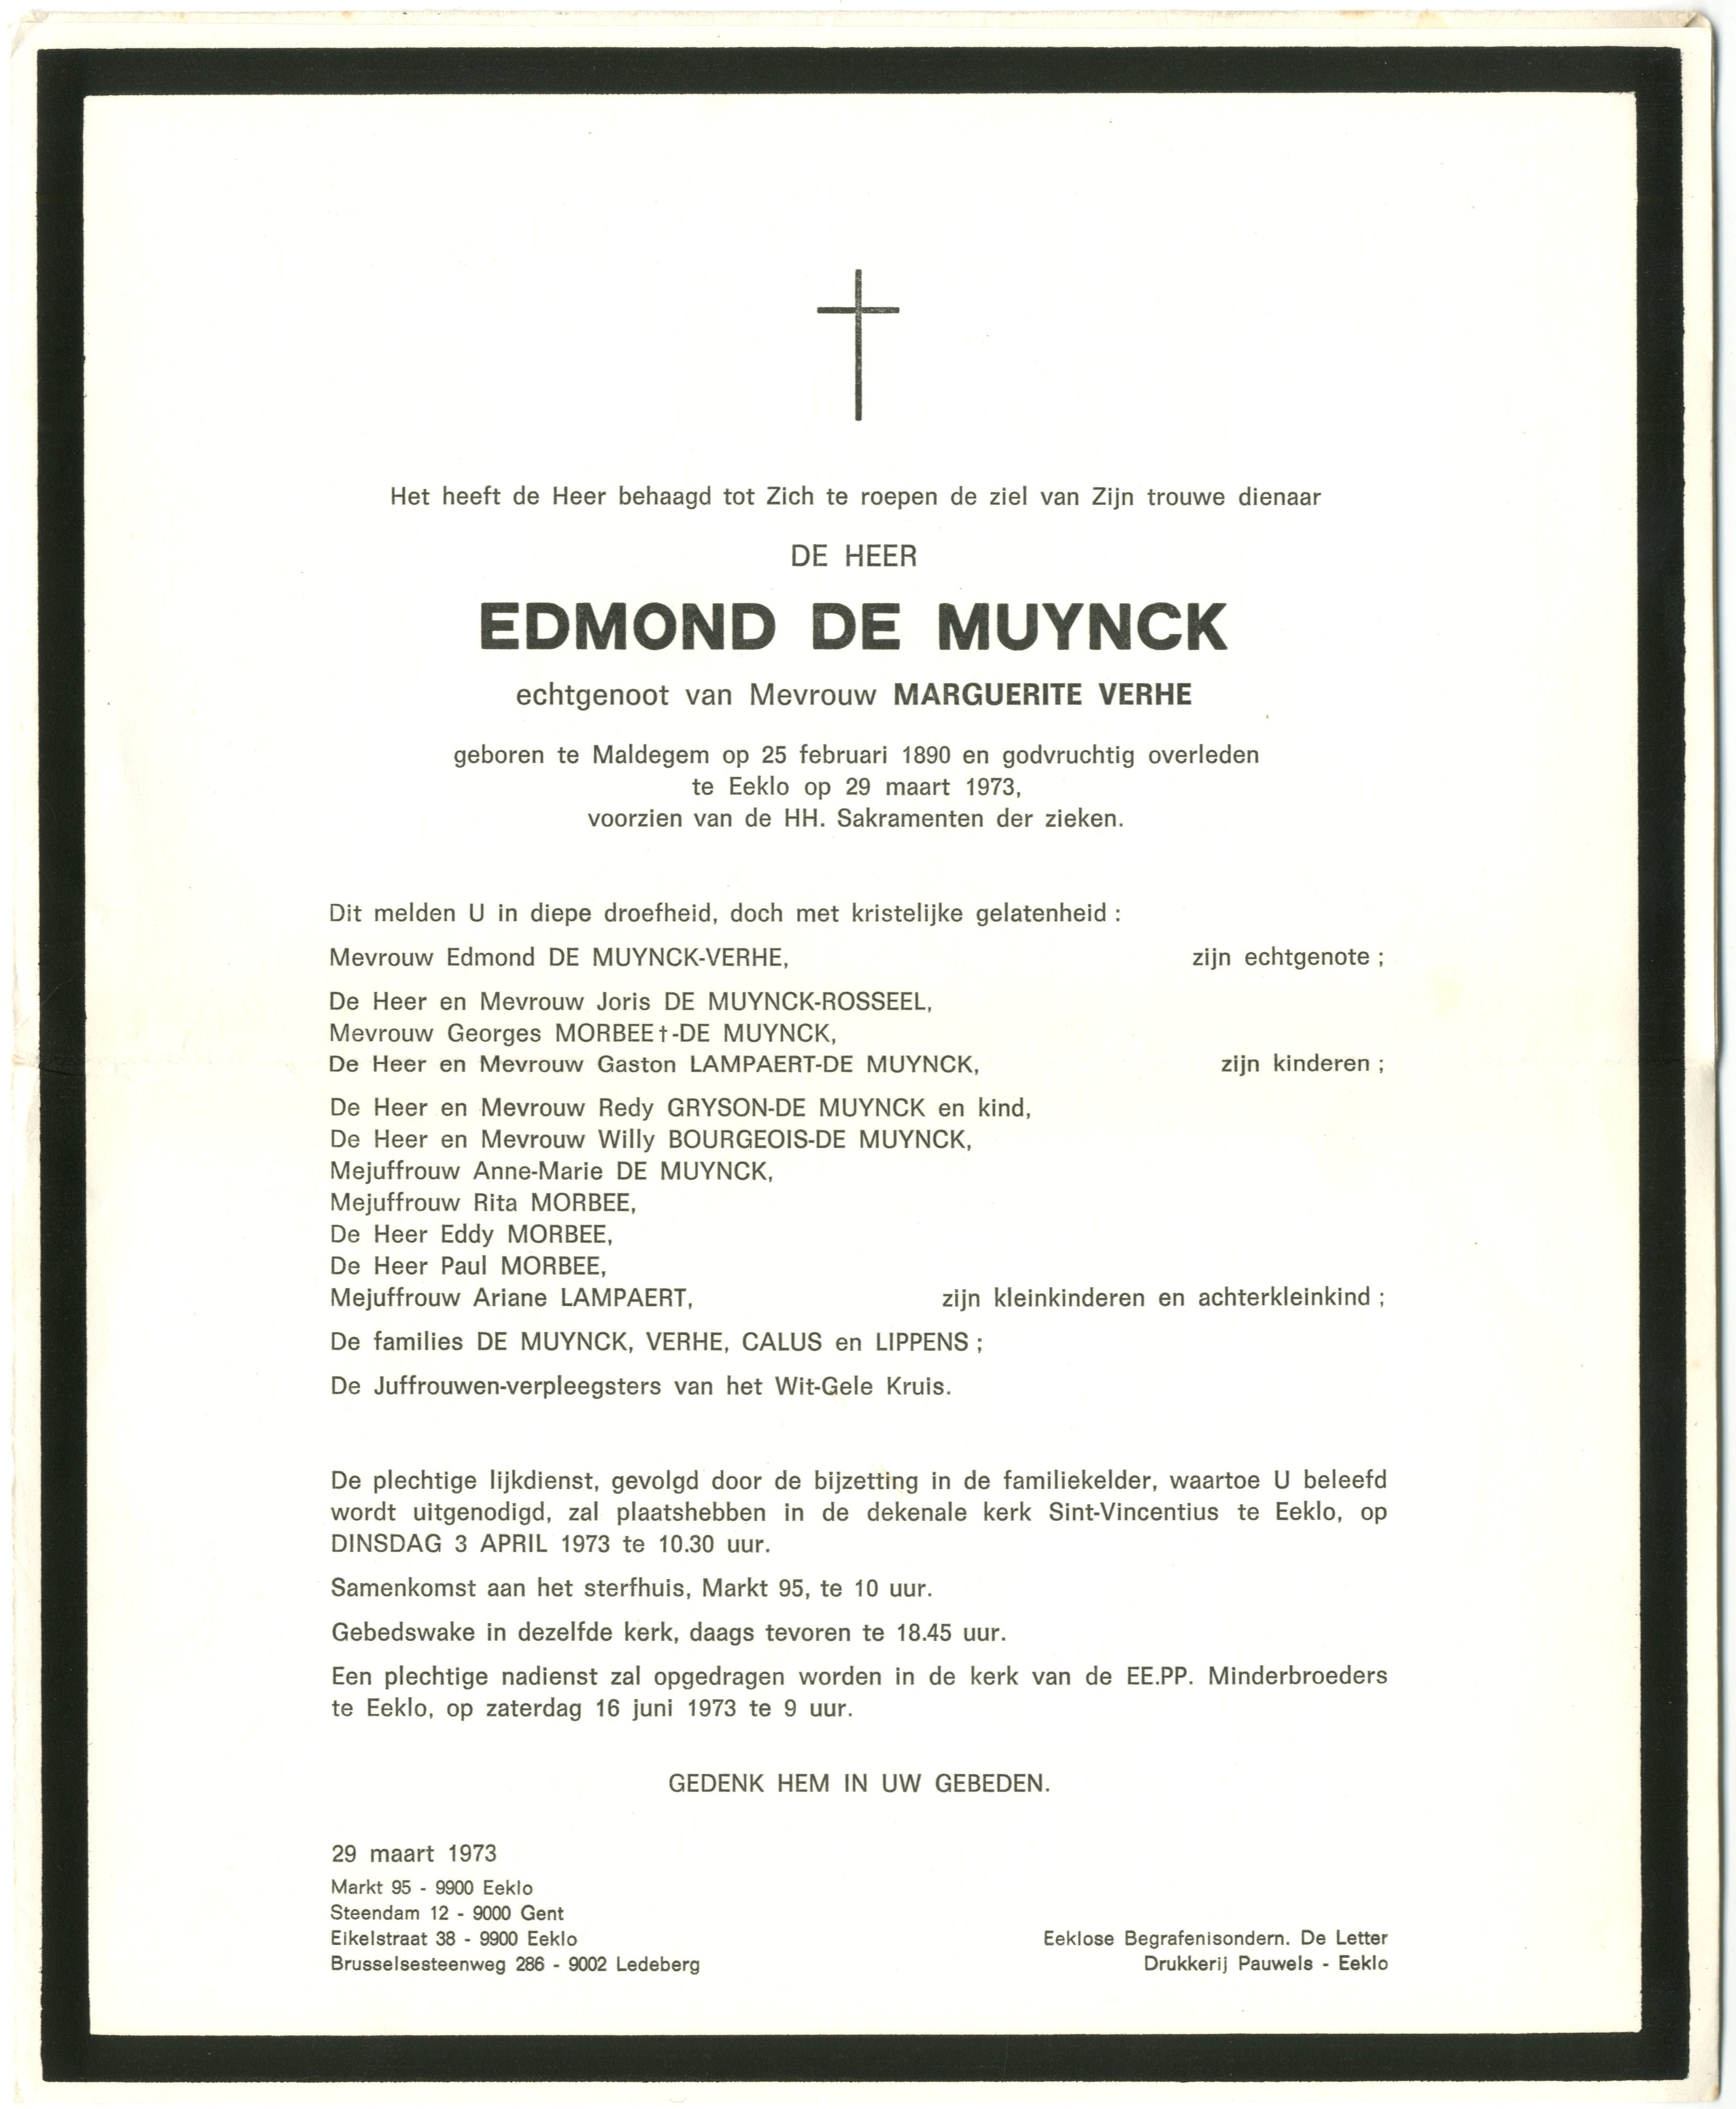 Het heeft de Heer behaagd tot Zich te roepen de ziel van Zijn trouwe dienaar
DE HEER
EDMOND DE MUYNCK
echtgenoot van Mevrouw MARGUERITE VERHE
geboren te Maldegem op 25 februari 1890 en godvruchtig overleden
te Eeklo op 29 maart 1973,
voorzien van de HH. Sakramenten der zieken.
Dit melden U in diepe droefheid, doch met kristelijke gelatenheid :
Mevrouw Edmond DE MUYNCK-VERHE, zijn echtgenote ;
De Heer en Mevrouw Joris DE MUYNCK-ROSSEEL,
Mevrouw Georges MORBEE†-DE MUYNCK,
De Heer en Mevrouw Gaston LAMPAERT-DE MUYNCK, zijn kinderen ;
De Heer en Mevrouw Redy GRYSON-DE MUYNCK en kind,
De Heer en Mevrouw Willy BOURGEOIS-DE MUYNCK,
Mejuffrouw Anne-Marie DE MUYNCK,
Mejuffrouw Rita MORBEE,
De Heer Eddy MORBEE,
De Heer Paul MORBEE,
Mejuffrouw Ariane LAMPAERT, zijn kleinkinderen en achterkleinkind ;
De families DE MUYNCK, VERHE, CALUS en LIPPENS ;
De Juffrouwen-verpleegsters van het Wit-Gele Kruis.
De plechtige lijkdienst, gevolgd door de bijzetting in de familiekelder, waartoe U beleefd
wordt uitgenodigd, zal plaatshebben in de dekenale kerk Sint-Vincentius te Eeklo, op
DINSDAG 3 APRIL 1973 te 10.30 uur.
Samenkomst aan het sterfhuis, Markt 95, te 10 uur.
Gebedswake in dezelfde kerk, daags tevoren te 18.45 uur.
Een plechtige nadienst zal opgedragen worden in de kerk van de EE.PP. Minderbroeders
te Eeklo, op zaterdag 16 juni 1973 te 9 uur.
GEDENK HEM IN UW GEBEDEN.
29 maart 1973
Markt 95 - 9900 Eeklo
Steendam 12 - 9000 Gent
Eikelstraat 38 - 9900 Eeklo
Brusselsesteenweg 286 - 9002 Ledeberg
Eeklose Begrafenisondern. De Letter
Drukkerij Pauwels - Eeklo